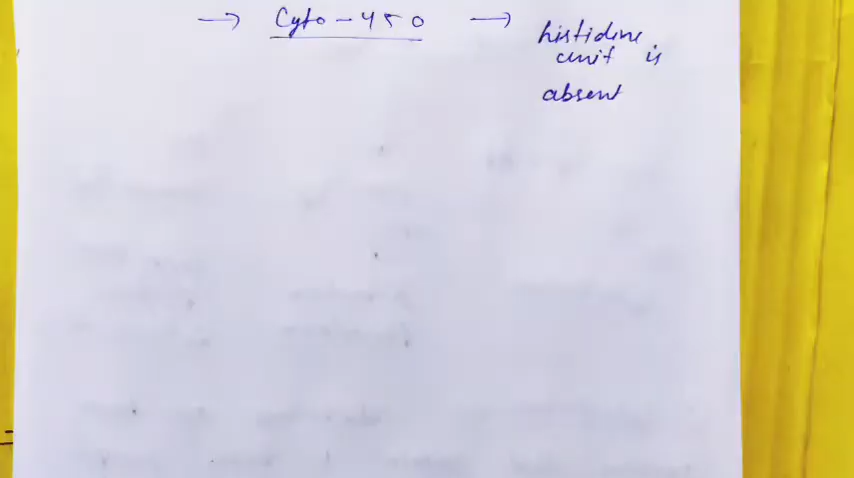 → Cyto-450 → histidine
unit is
absent